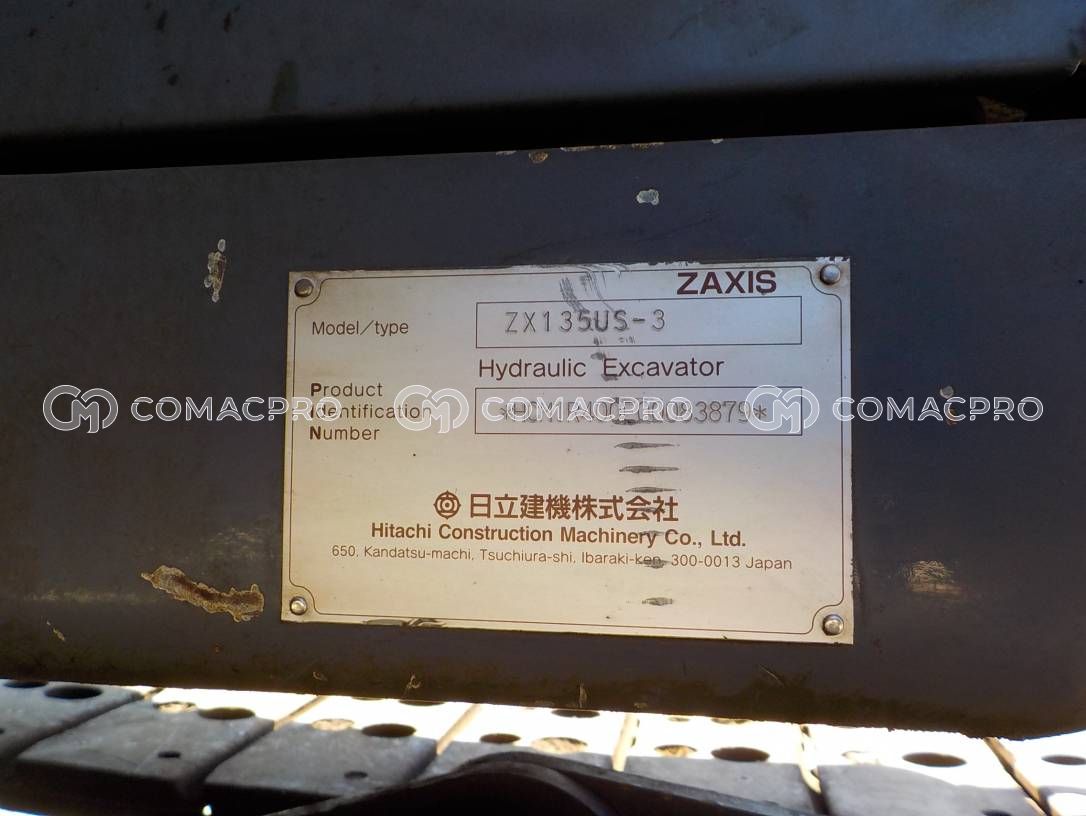 ZAXIS
Model/type
ZX135US-3
Hydraulic Excavator
Product
Identification
Number
日立建機株式会社
Hitachi Construction Machinery Co., Ltd.
650, Kandatsu-machi, Tsuchiura-shi, Ibaraki-ken, 300-0013 Japan
COMACPRO COMACPRO COMACPRO